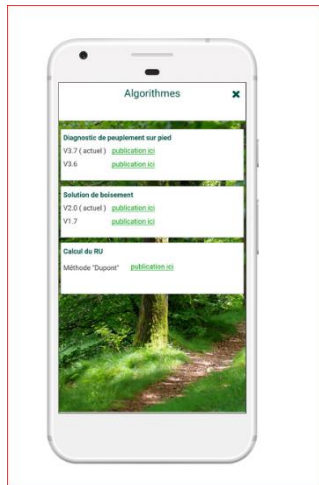 Algorithmes ×
Diagnostic de peuplement sur pied
V3.7 ( actuel ) publication ici
V3.6 publication ici
Solution de boisement
V2.0 ( actuel ) publication ici
V1.7 publication ici
Calcul du RU
Méthode "Dupont" publication ici